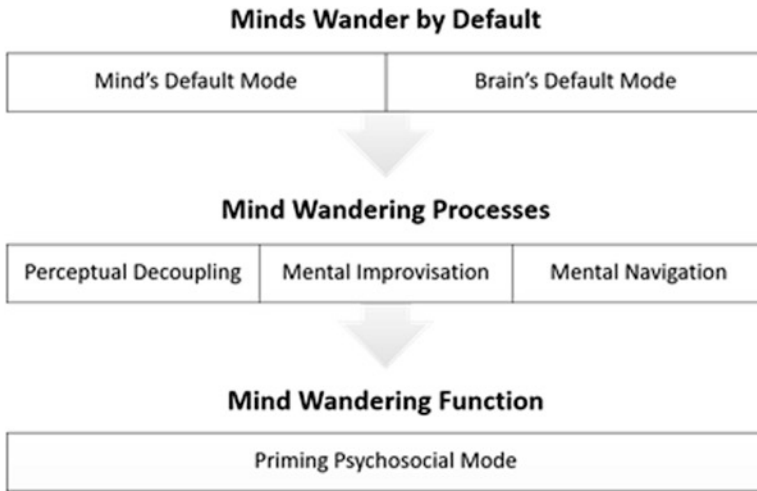 Minds Wander by Default
Mind's Default Mode
Brain's Default Mode
Mind Wandering Processes
Perceptual Decoupling
Mental Improvisation
Mental Navigation
Mind Wandering Function
Priming Psychosocial Mode